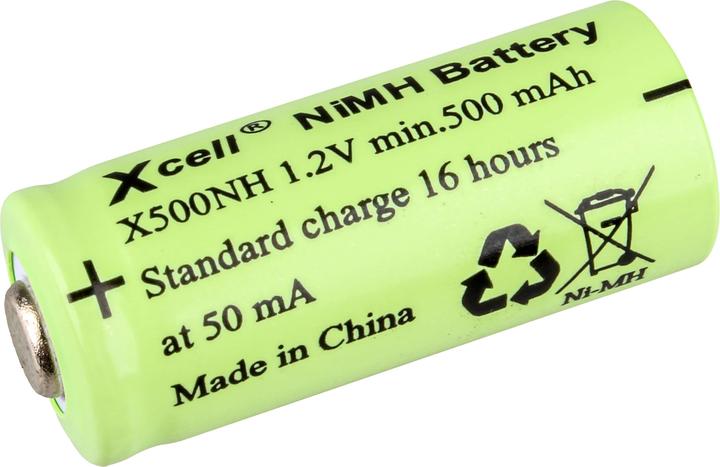 Xcell® NiMH Battery
X500NH 1.2V min.500 mAh
Standard charge 16 hours
at 50 mA
Made in China
+
−
Ni-MH